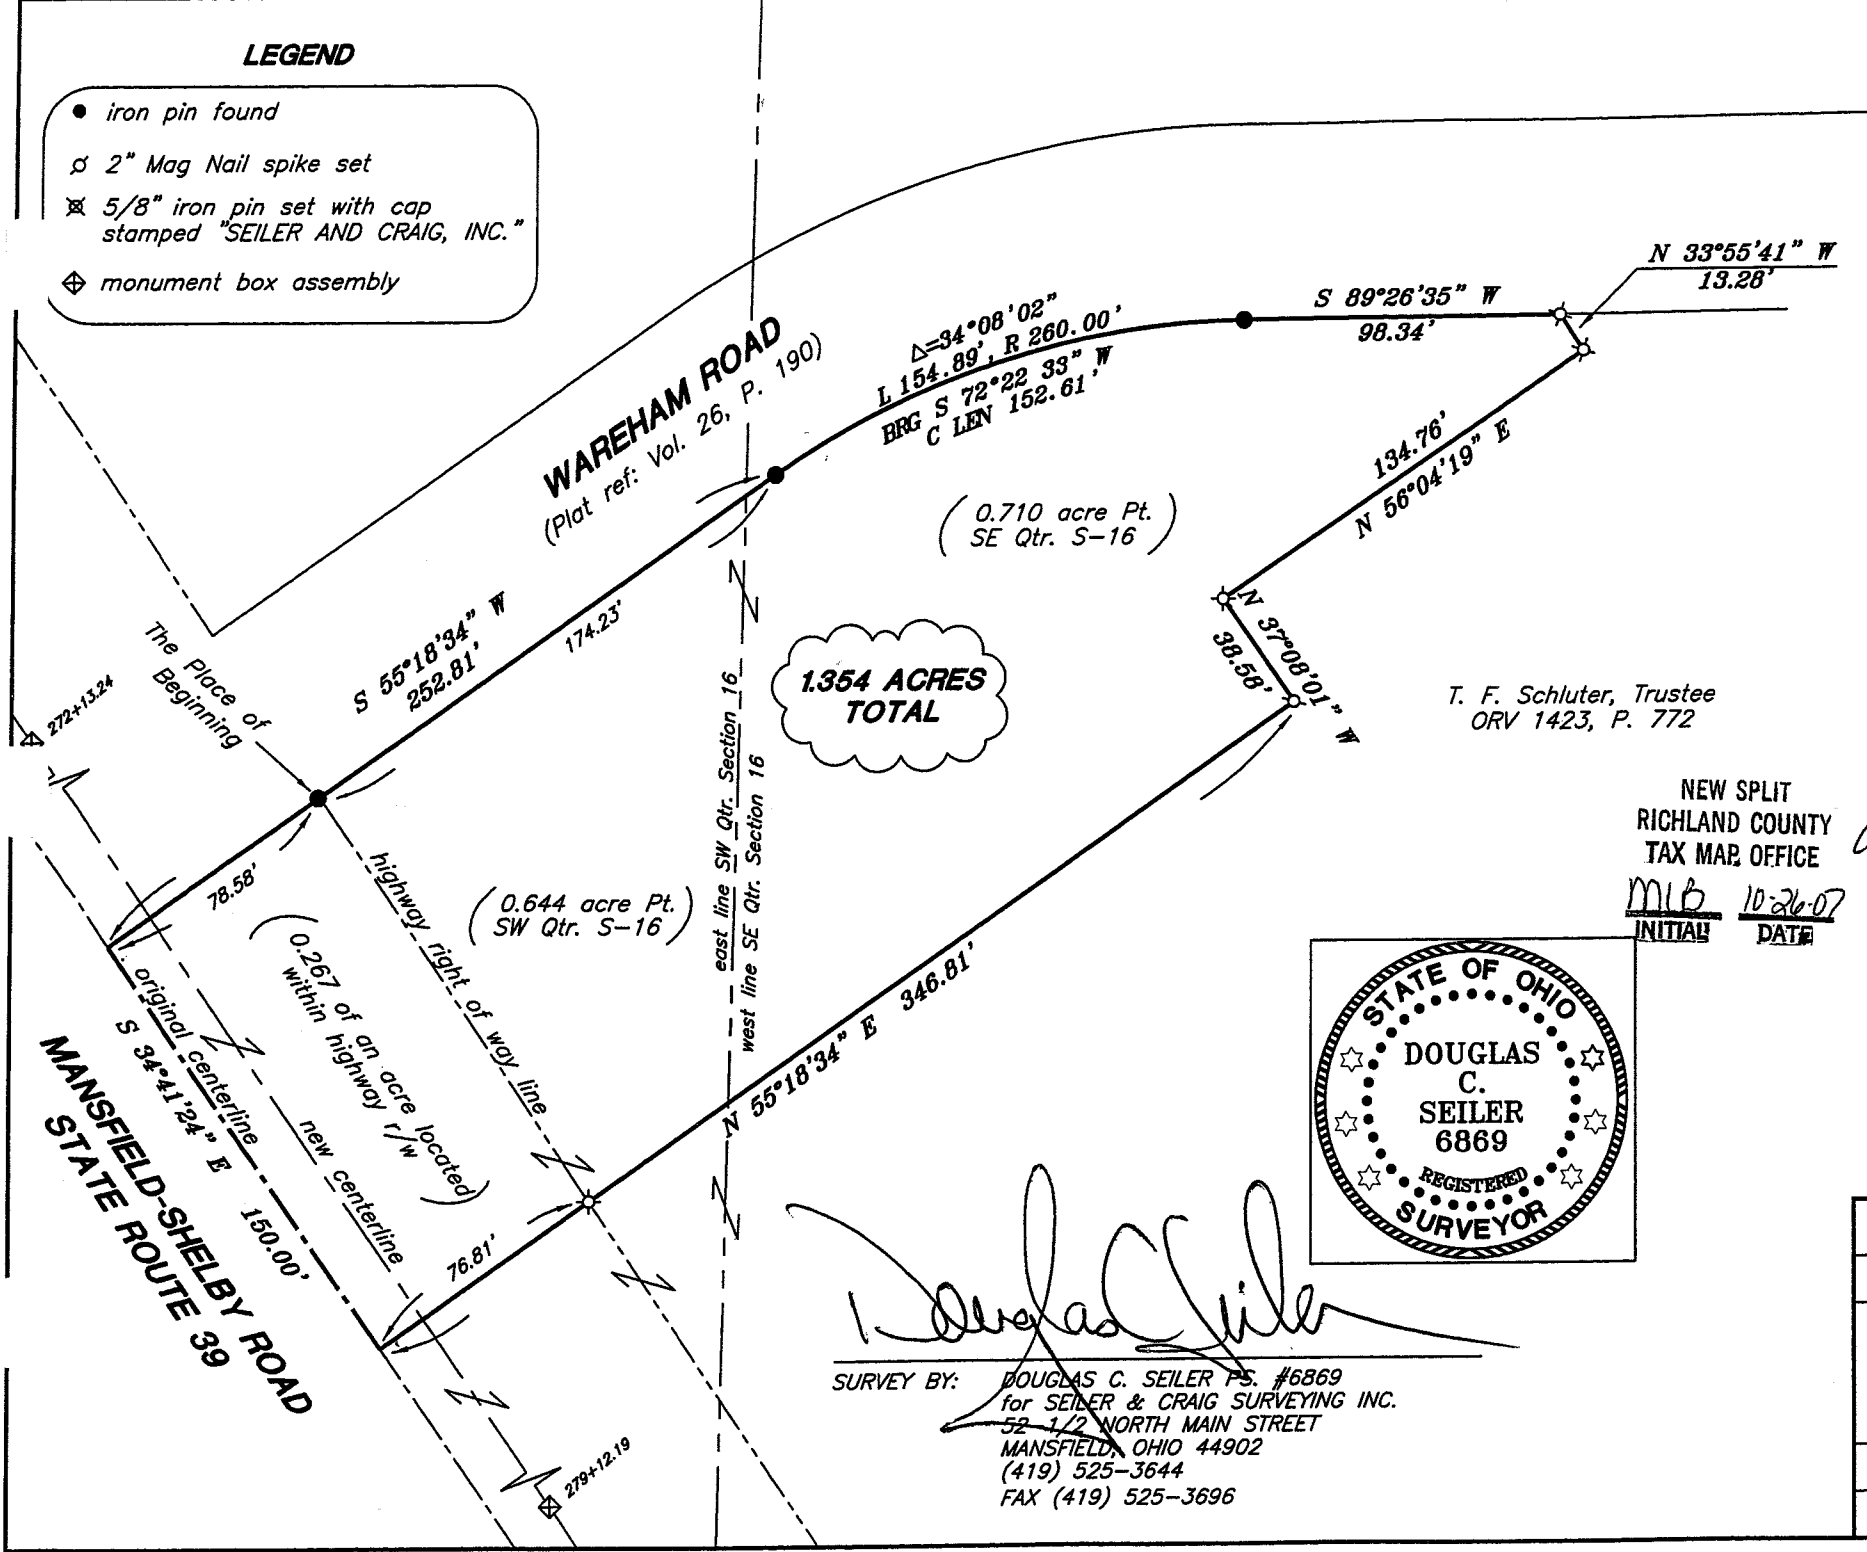 LEGEND
iron pin found
2" Mag Nail spike set
5/8" iron pin set with cap
stamped "SEILER AND CRAIG, INC."
monument box assembly
WAREHAM ROAD
(Plat ref: Vol. 26, P. 190)
Δ=34°08'02"
L 154.89', R 260.00'
BRG S 72°22 33" W
C LEN 152.61'
S 89°26'35" W
98.34'
N 33°55'41" W
13.28'
134.76'
N 56°04'19" E
N 37°08'01" W
38.58'
(0.710 acre Pt.
SE Qtr. S-16)
S 55°18'34" W
252.81'
174.23'
The Place of
Beginning
272+13.24
1.354 ACRES
TOTAL
T. F. Schluter, Trustee
ORV 1423, P. 772
east line SW Qtr. Section 16
west line SE Qtr. Section 16
(0.644 acre Pt.
SW Qtr. S-16)
78.58'
highway right of way line
(0.267 of an acre located
within highway r/w)
original centerline
S 34°41'24" E 150.00'
new centerline
MANSFIELD-SHELBY ROAD
STATE ROUTE 39
76.81'
N 55°18'34" E 346.81'
279+12.19
NEW SPLIT
RICHLAND COUNTY
TAX MAP OFFICE
MLB 10-26-07
INITIAL DATE
STATE OF OHIO
DOUGLAS
C.
SEILER
6869
REGISTERED
SURVEYOR
Douglas C Seiler
SURVEY BY: DOUGLAS C. SEILER PS. #6869
for SEILER & CRAIG SURVEYING INC.
52-1/2 NORTH MAIN STREET
MANSFIELD, OHIO 44902
(419) 525-3644
FAX (419) 525-3696